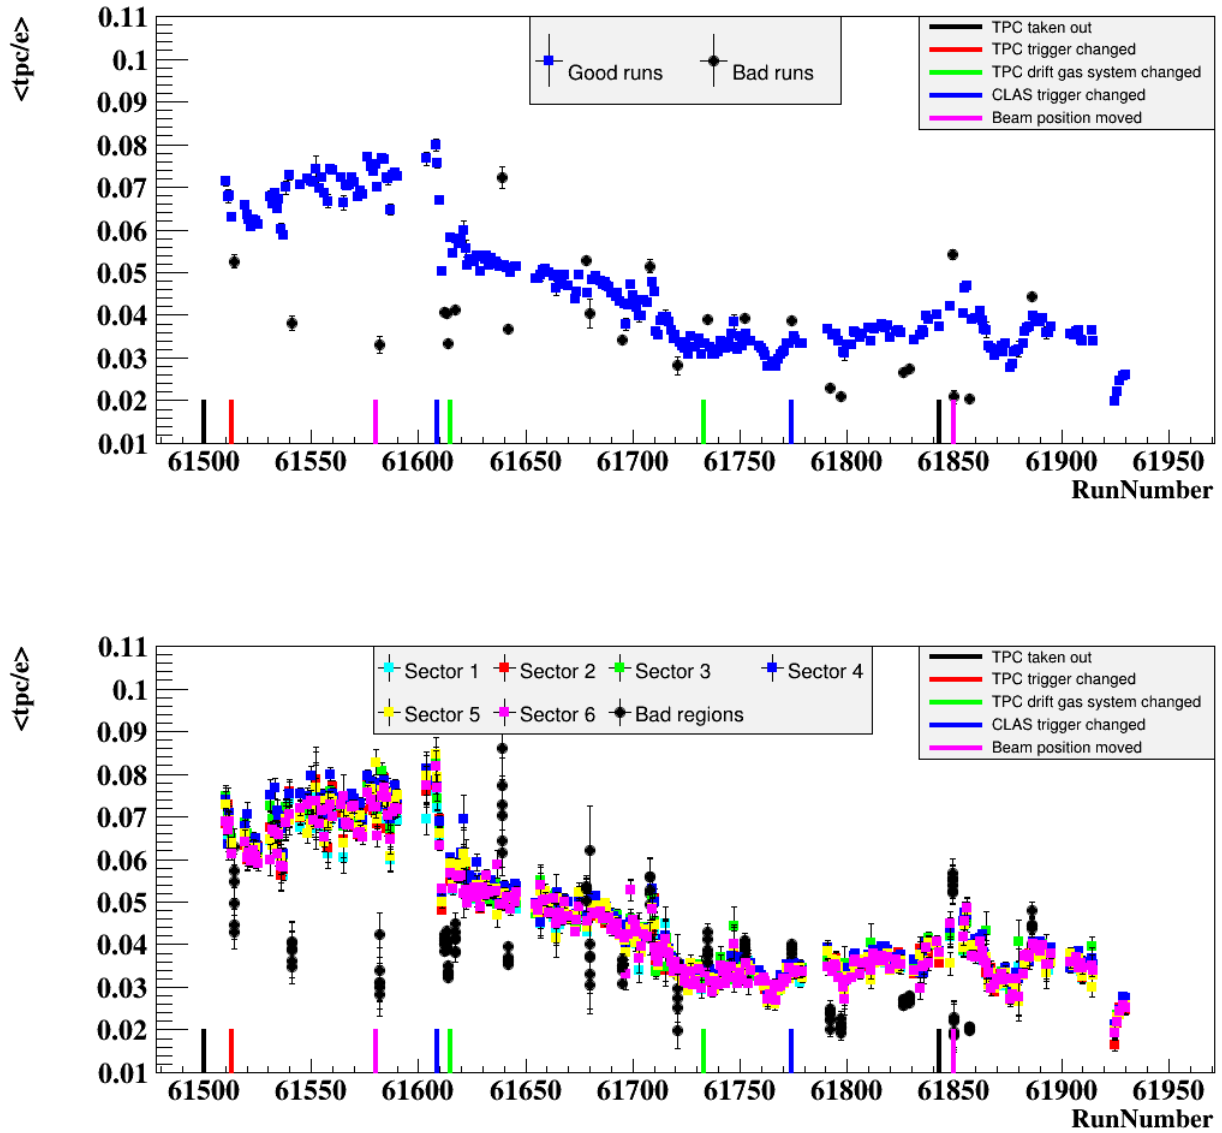 <tpc/e>
0.11
0.1
0.09
0.08
0.07
0.06
0.05
0.04
0.03
0.02
0.01
Good runs Bad runs
TPC taken out
TPC trigger changed
TPC drift gas system changed
CLAS trigger changed
Beam position moved
61500 61550 61600 61650 61700 61750 61800 61850 61900 61950
RunNumber
<tpc/e>
0.11
0.1
0.09
0.08
0.07
0.06
0.05
0.04
0.03
0.02
0.01
Sector 1 Sector 2 Sector 3 Sector 4
Sector 5 Sector 6 Bad regions
TPC taken out
TPC trigger changed
TPC drift gas system changed
CLAS trigger changed
Beam position moved
61500 61550 61600 61650 61700 61750 61800 61850 61900 61950
RunNumber